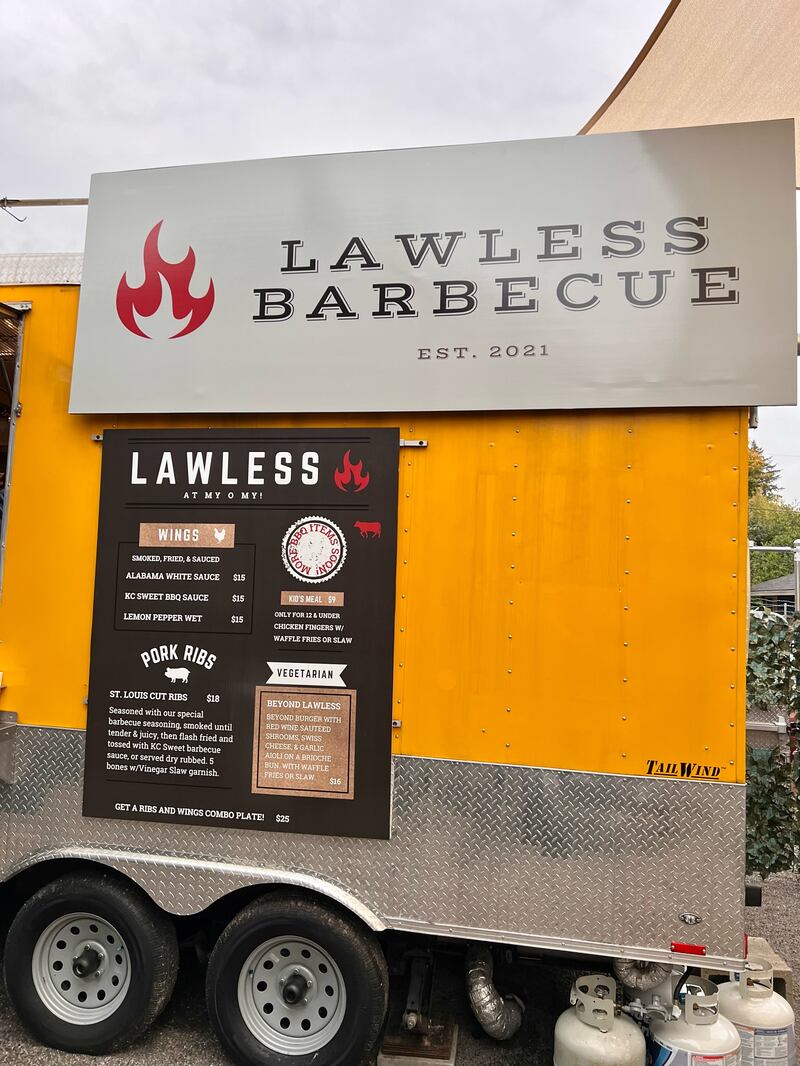 LAWLESS
BARBECUE
EST. 2021
LAWLESS
AT MY O MY!
WINGS
SMOKED, FRIED, & SAUCED
ALABAMA WHITE SAUCE $15
KC SWEET BBQ SAUCE $15
LEMON PEPPER WET $15
PORK RIBS
ST. LOUIS CUT RIBS $18
Seasoned with our special
barbecue seasoning, smoked until
tender & juicy, then flash fried and
tossed with KC Sweet barbecue
sauce, or served dry rubbed. 5
bones w/Vinegar Slaw garnish.
MORE BBQ ITEMS SOON!
KID'S MEAL $9
ONLY FOR 12 & UNDER
CHICKEN FINGERS W/
WAFFLE FRIES OR SLAW
VEGETARIAN
BEYOND LAWLESS
BEYOND BURGER WITH
RED WINE SAUTEED
SHROOMS, SWISS
CHEESE, & GARLIC
AIOLI ON A BRIOCHE
BUN. WITH WAFFLE
FRIES OR SLAW.
$16
GET A RIBS AND WINGS COMBO PLATE! $25
TAILWIND™